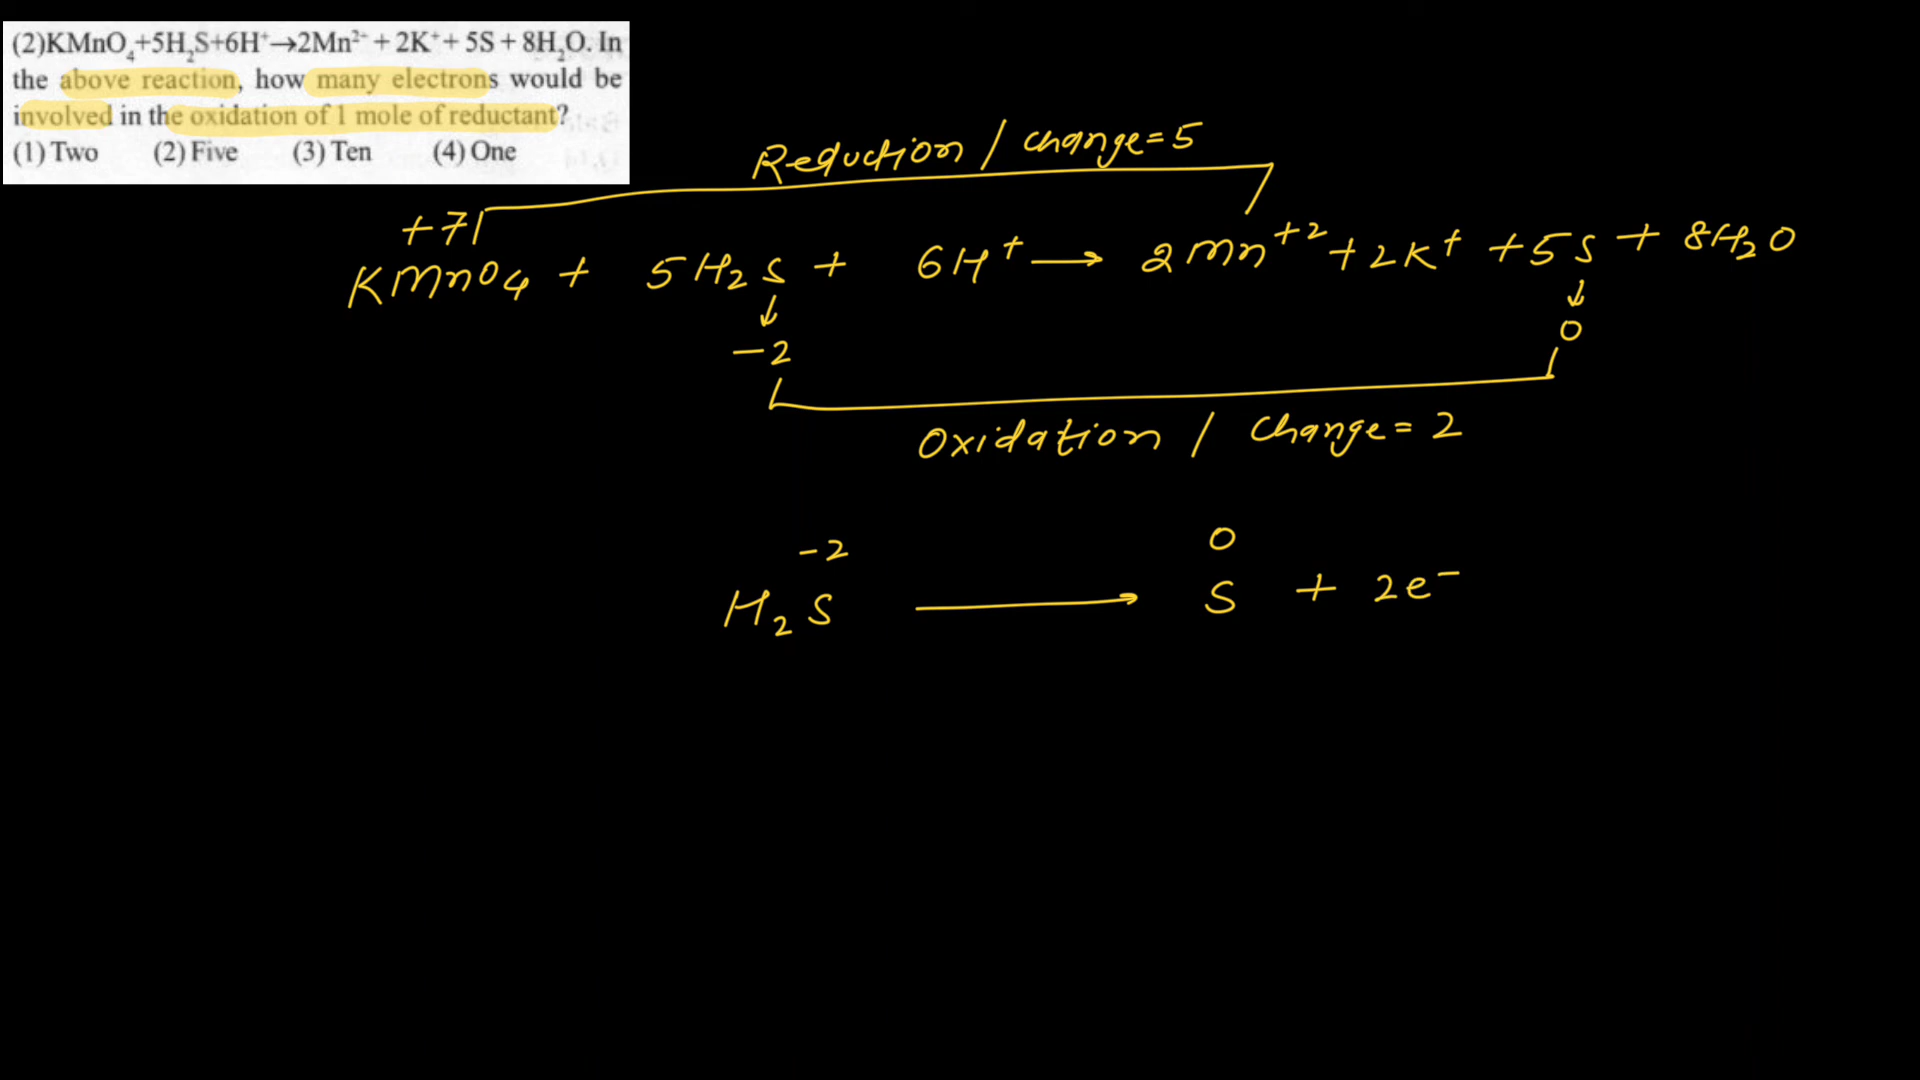 (2)KMnO₄+5H₂S+6H⁺→2Mn²⁺ + 2K⁺ + 5S + 8H₂O. In
the above reaction, how many electrons would be
involved in the oxidation of 1 mole of reductant?
(1) Two (2) Five (3) Ten (4) One
Reduction / Change = 5
+7
KMnO4 + 5H2S + 6H⁺ → 2Mn⁺² + 2K⁺ + 5S + 8H2O
↓ ↓
-2 0
Oxidation / Change = 2
-2 0
H2S → S + 2e⁻